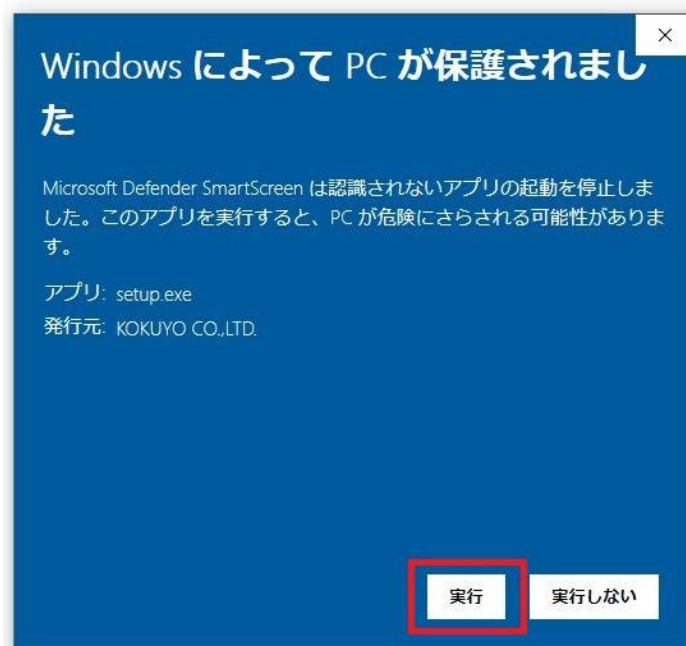 Windows によって PC が保護されまし
た
Microsoft Defender SmartScreen は認識されないアプリの起動を停止しま
した。このアプリを実行すると、PC が危険にさらされる可能性がありま
す。
アプリ: setup.exe
発行元: KOKUYO CO.,LTD.
実行 実行しない